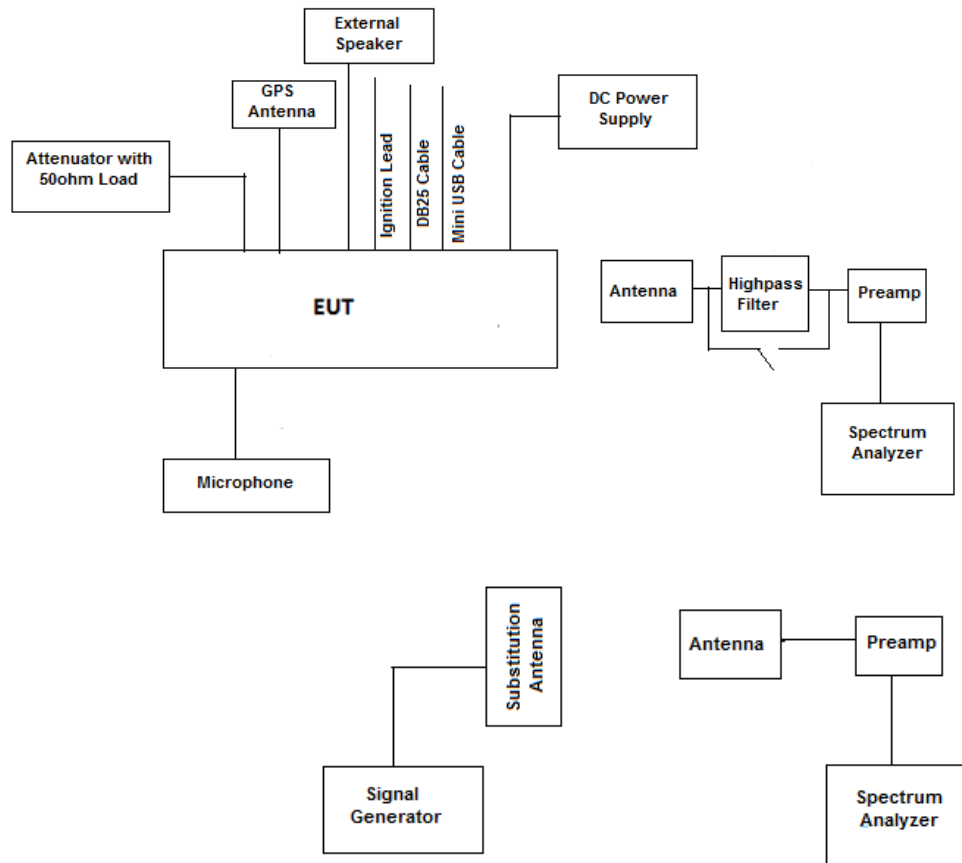 External
Speaker
GPS
Antenna
DC Power
Supply
Attenuator with
50ohm Load
Ignition Lead
DB25 Cable
Mini USB Cable
EUT
Antenna
Highpass
Filter
Preamp
Spectrum
Analyzer
Microphone
Substitution
Antenna
Antenna
Preamp
Signal
Generator
Spectrum
Analyzer